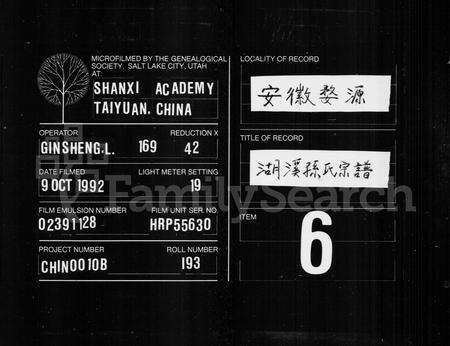 MICROFILMED BY THE GENEALOGICAL
SOCIETY, SALT LAKE CITY, UTAH
AT:
SHANXI ACADEMY
TAIYUAN, CHINA
OPERATOR
REDUCTION X
GINSHENG.L. 169 42
DATE FILMED
LIGHT METER SETTING
9 OCT 1992 19
FILM EMULSION NUMBER
FILM UNIT SER. NO
02391128 HRP55630
PROJECT NUMBER
ROLL NUMBER
CHIN0010B 193
LOCALITY OF RECORD
安徽婺源
TITLE OF RECORD
湖溪孫氏宗譜
ITEM
6
FamilySearch